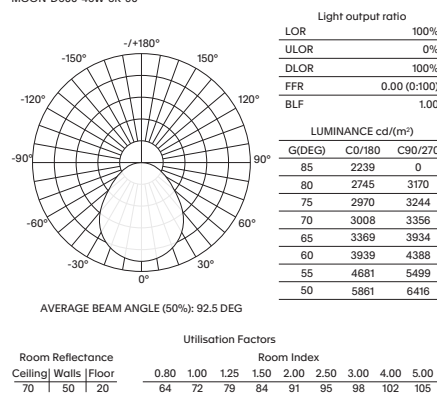 -/+180°
-150° 150°
-120° 120°
-90° 90°
-60° 60°
-30° 30°
0°
AVERAGE BEAM ANGLE (50%): 92.5 DEG
Light output ratio
LOR 100%
ULOR 0%
DLOR 100%
FFR 0.00 (0:100)
BLF 1.00
LUMINANCE cd/(m²)
G(DEG) C0/180 C90/270
85 2239 0
80 2745 3170
75 2970 3244
70 3008 3356
65 3369 3934
60 3939 4388
55 4681 5499
50 5861 6416
Utilisation Factors
Room Reflectance Room Index
Ceiling Walls Floor 0.80 1.00 1.25 1.50 2.00 2.50 3.00 4.00 5.00
70 50 20 64 72 79 84 91 95 98 102 105